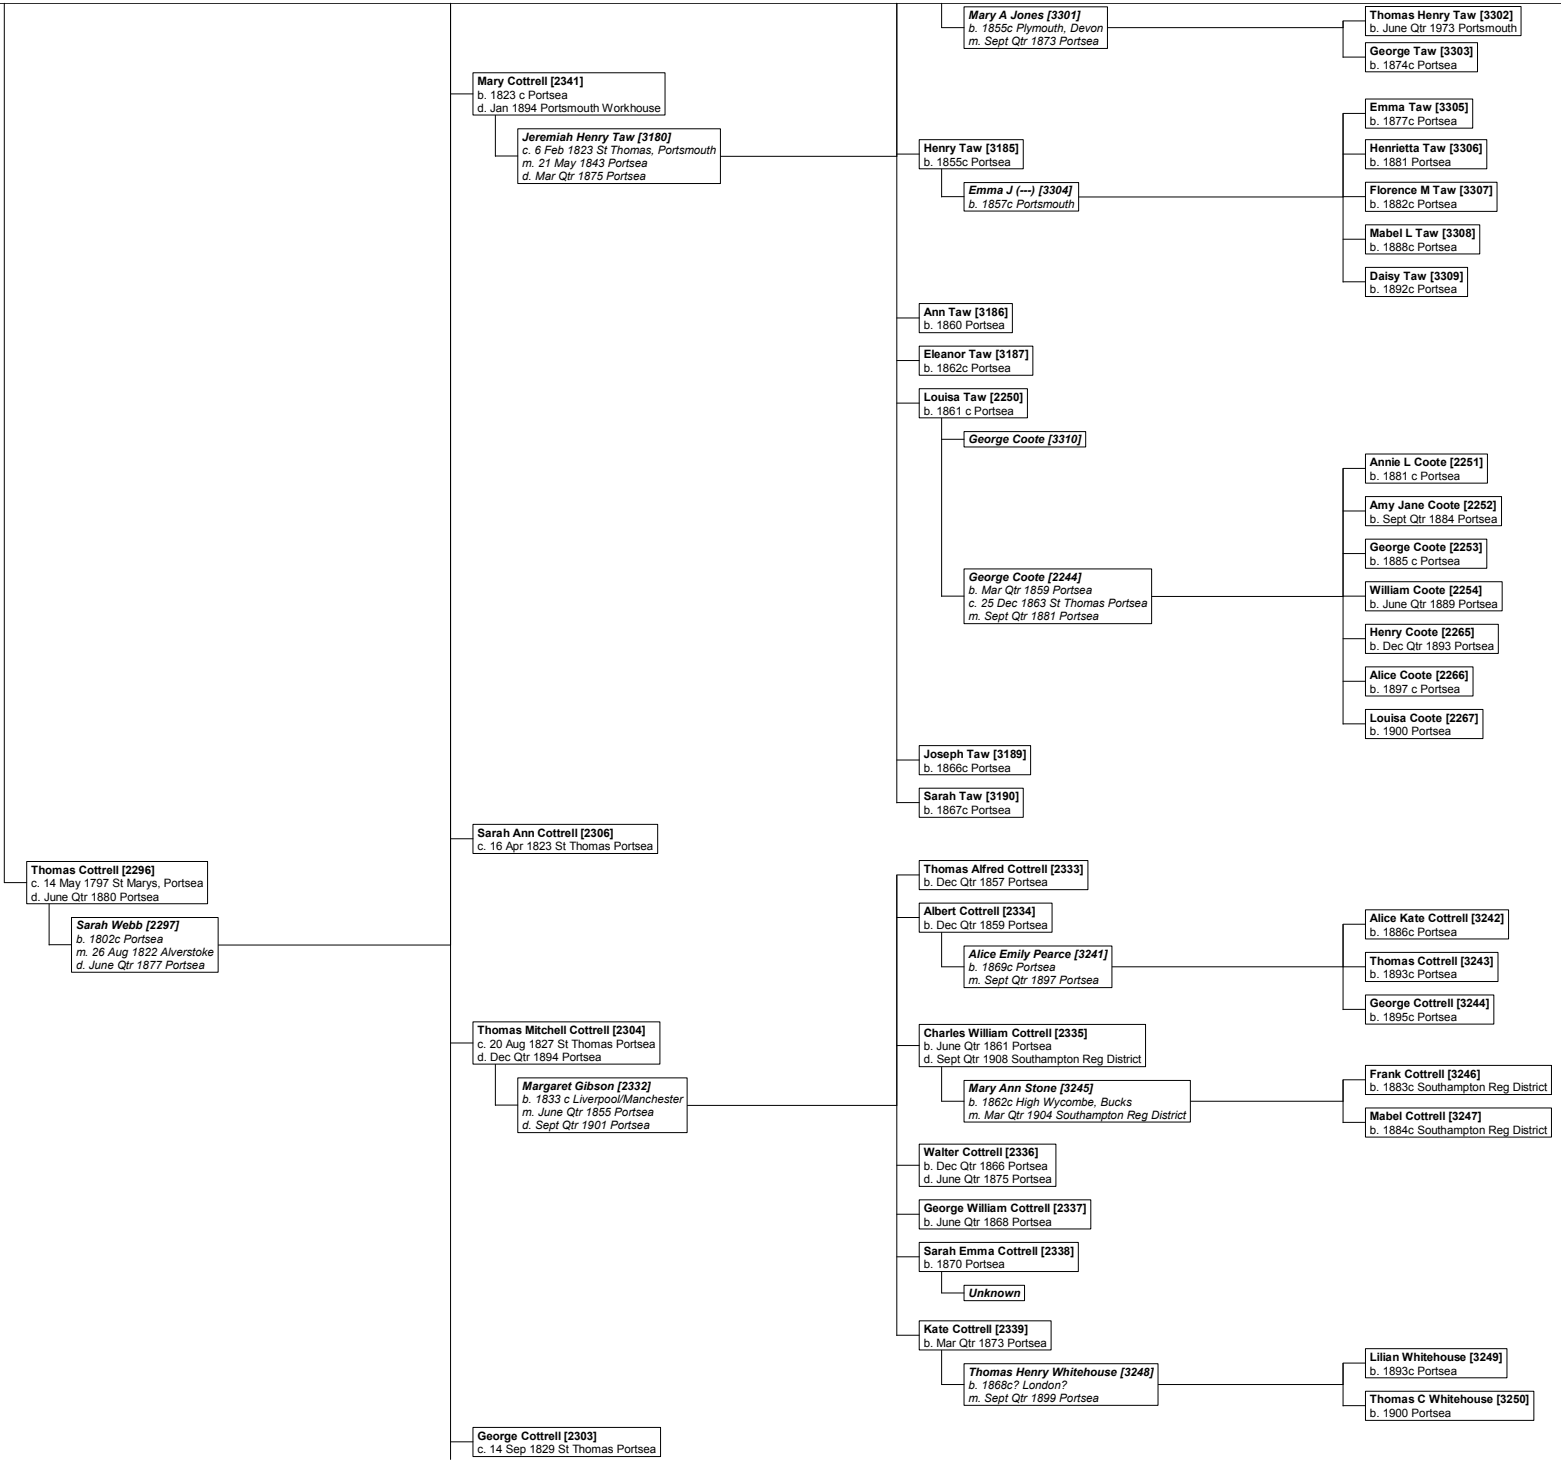 Mary A Jones [3301]
b. 1855c Plymouth, Devon
m. Sept Qtr 1873 Portsea
Thomas Henry Taw [3302]
b. June Qtr 1973 Portsmouth
George Taw [3303]
b. 1874c Portsea
Mary Cottrell [2341]
b. 1823 c Portsea
d. Jan 1894 Portsmouth Workhouse
Jeremiah Henry Taw [3180]
c. 6 Feb 1823 St Thomas, Portsmouth
m. 21 May 1843 Portsea
d. Mar Qtr 1875 Portsea
Henry Taw [3185]
b. 1855c Portsea
Emma J (---) [3304]
b. 1857c Portsmouth
Emma Taw [3305]
b. 1877c Portsea
Henrietta Taw [3306]
b. 1881 Portsea
Florence M Taw [3307]
b. 1882c Portsea
Mabel L Taw [3308]
b. 1888c Portsea
Daisy Taw [3309]
b. 1892c Portsea
Ann Taw [3186]
b. 1860 Portsea
Eleanor Taw [3187]
b. 1862c Portsea
Louisa Taw [2250]
b. 1861 c Portsea
George Coote [3310]
George Coote [2244]
b. Mar Qtr 1859 Portsea
c. 25 Dec 1863 St Thomas Portsea
m. Sept Qtr 1881 Portsea
Annie L Coote [2251]
b. 1881 c Portsea
Amy Jane Coote [2252]
b. Sept Qtr 1884 Portsea
George Coote [2253]
b. 1885 c Portsea
William Coote [2254]
b. June Qtr 1889 Portsea
Henry Coote [2265]
b. Dec Qtr 1893 Portsea
Alice Coote [2266]
b. 1897 c Portsea
Louisa Coote [2267]
b. 1900 Portsea
Joseph Taw [3189]
b. 1866c Portsea
Sarah Taw [3190]
b. 1867c Portsea
Sarah Ann Cottrell [2306]
c. 16 Apr 1823 St Thomas Portsea
Thomas Cottrell [2296]
c. 14 May 1797 St Marys, Portsea
d. June Qtr 1880 Portsea
Sarah Webb [2297]
b. 1802c Portsea
m. 26 Aug 1822 Alverstoke
d. June Qtr 1877 Portsea
Thomas Alfred Cottrell [2333]
b. Dec Qtr 1857 Portsea
Albert Cottrell [2334]
b. Dec Qtr 1859 Portsea
Alice Emily Pearce [3241]
b. 1869c Portsea
m. Sept Qtr 1897 Portsea
Alice Kate Cottrell [3242]
b. 1886c Portsea
Thomas Cottrell [3243]
b. 1893c Portsea
George Cottrell [3244]
b. 1895c Portsea
Thomas Mitchell Cottrell [2304]
c. 20 Aug 1827 St Thomas Portsea
d. Dec Qtr 1894 Portsea
Margaret Gibson [2332]
b. 1833 c Liverpool/Manchester
m. June Qtr 1855 Portsea
d. Sept Qtr 1901 Portsea
Charles William Cottrell [2335]
b. June Qtr 1861 Portsea
d. Sept Qtr 1908 Southampton Reg District
Mary Ann Stone [3245]
b. 1862c High Wycombe, Bucks
m. Mar Qtr 1904 Southampton Reg District
Frank Cottrell [3246]
b. 1883c Southampton Reg District
Mabel Cottrell [3247]
b. 1884c Southampton Reg District
Walter Cottrell [2336]
b. Dec Qtr 1866 Portsea
d. June Qtr 1875 Portsea
George William Cottrell [2337]
b. June Qtr 1868 Portsea
Sarah Emma Cottrell [2338]
b. 1870 Portsea
Unknown
Kate Cottrell [2339]
b. Mar Qtr 1873 Portsea
Thomas Henry Whitehouse [3248]
b. 1868c? London?
m. Sept Qtr 1899 Portsea
Lilian Whitehouse [3249]
b. 1893c Portsea
Thomas C Whitehouse [3250]
b. 1900 Portsea
George Cottrell [2303]
c. 14 Sep 1829 St Thomas Portsea